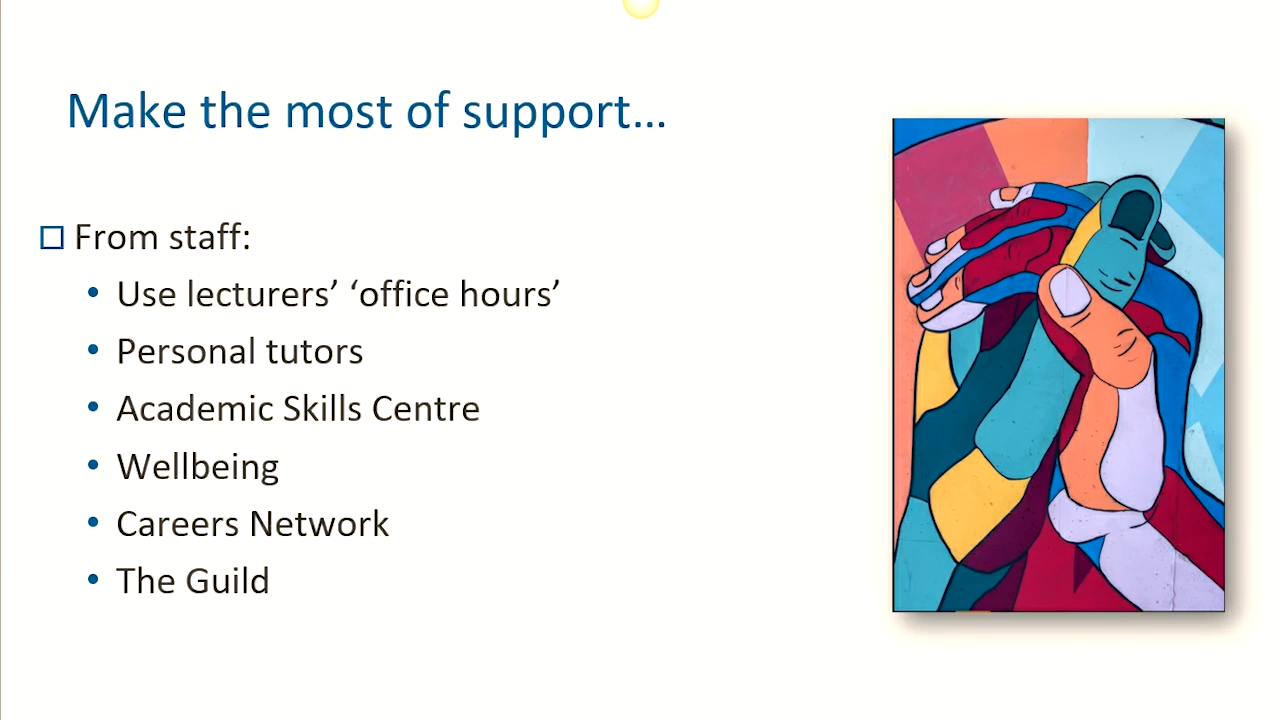 Make the most of support…
From staff:
Use lecturers’ ‘office hours’
Personal tutors
Academic Skills Centre
Wellbeing
Careers Network
The Guild